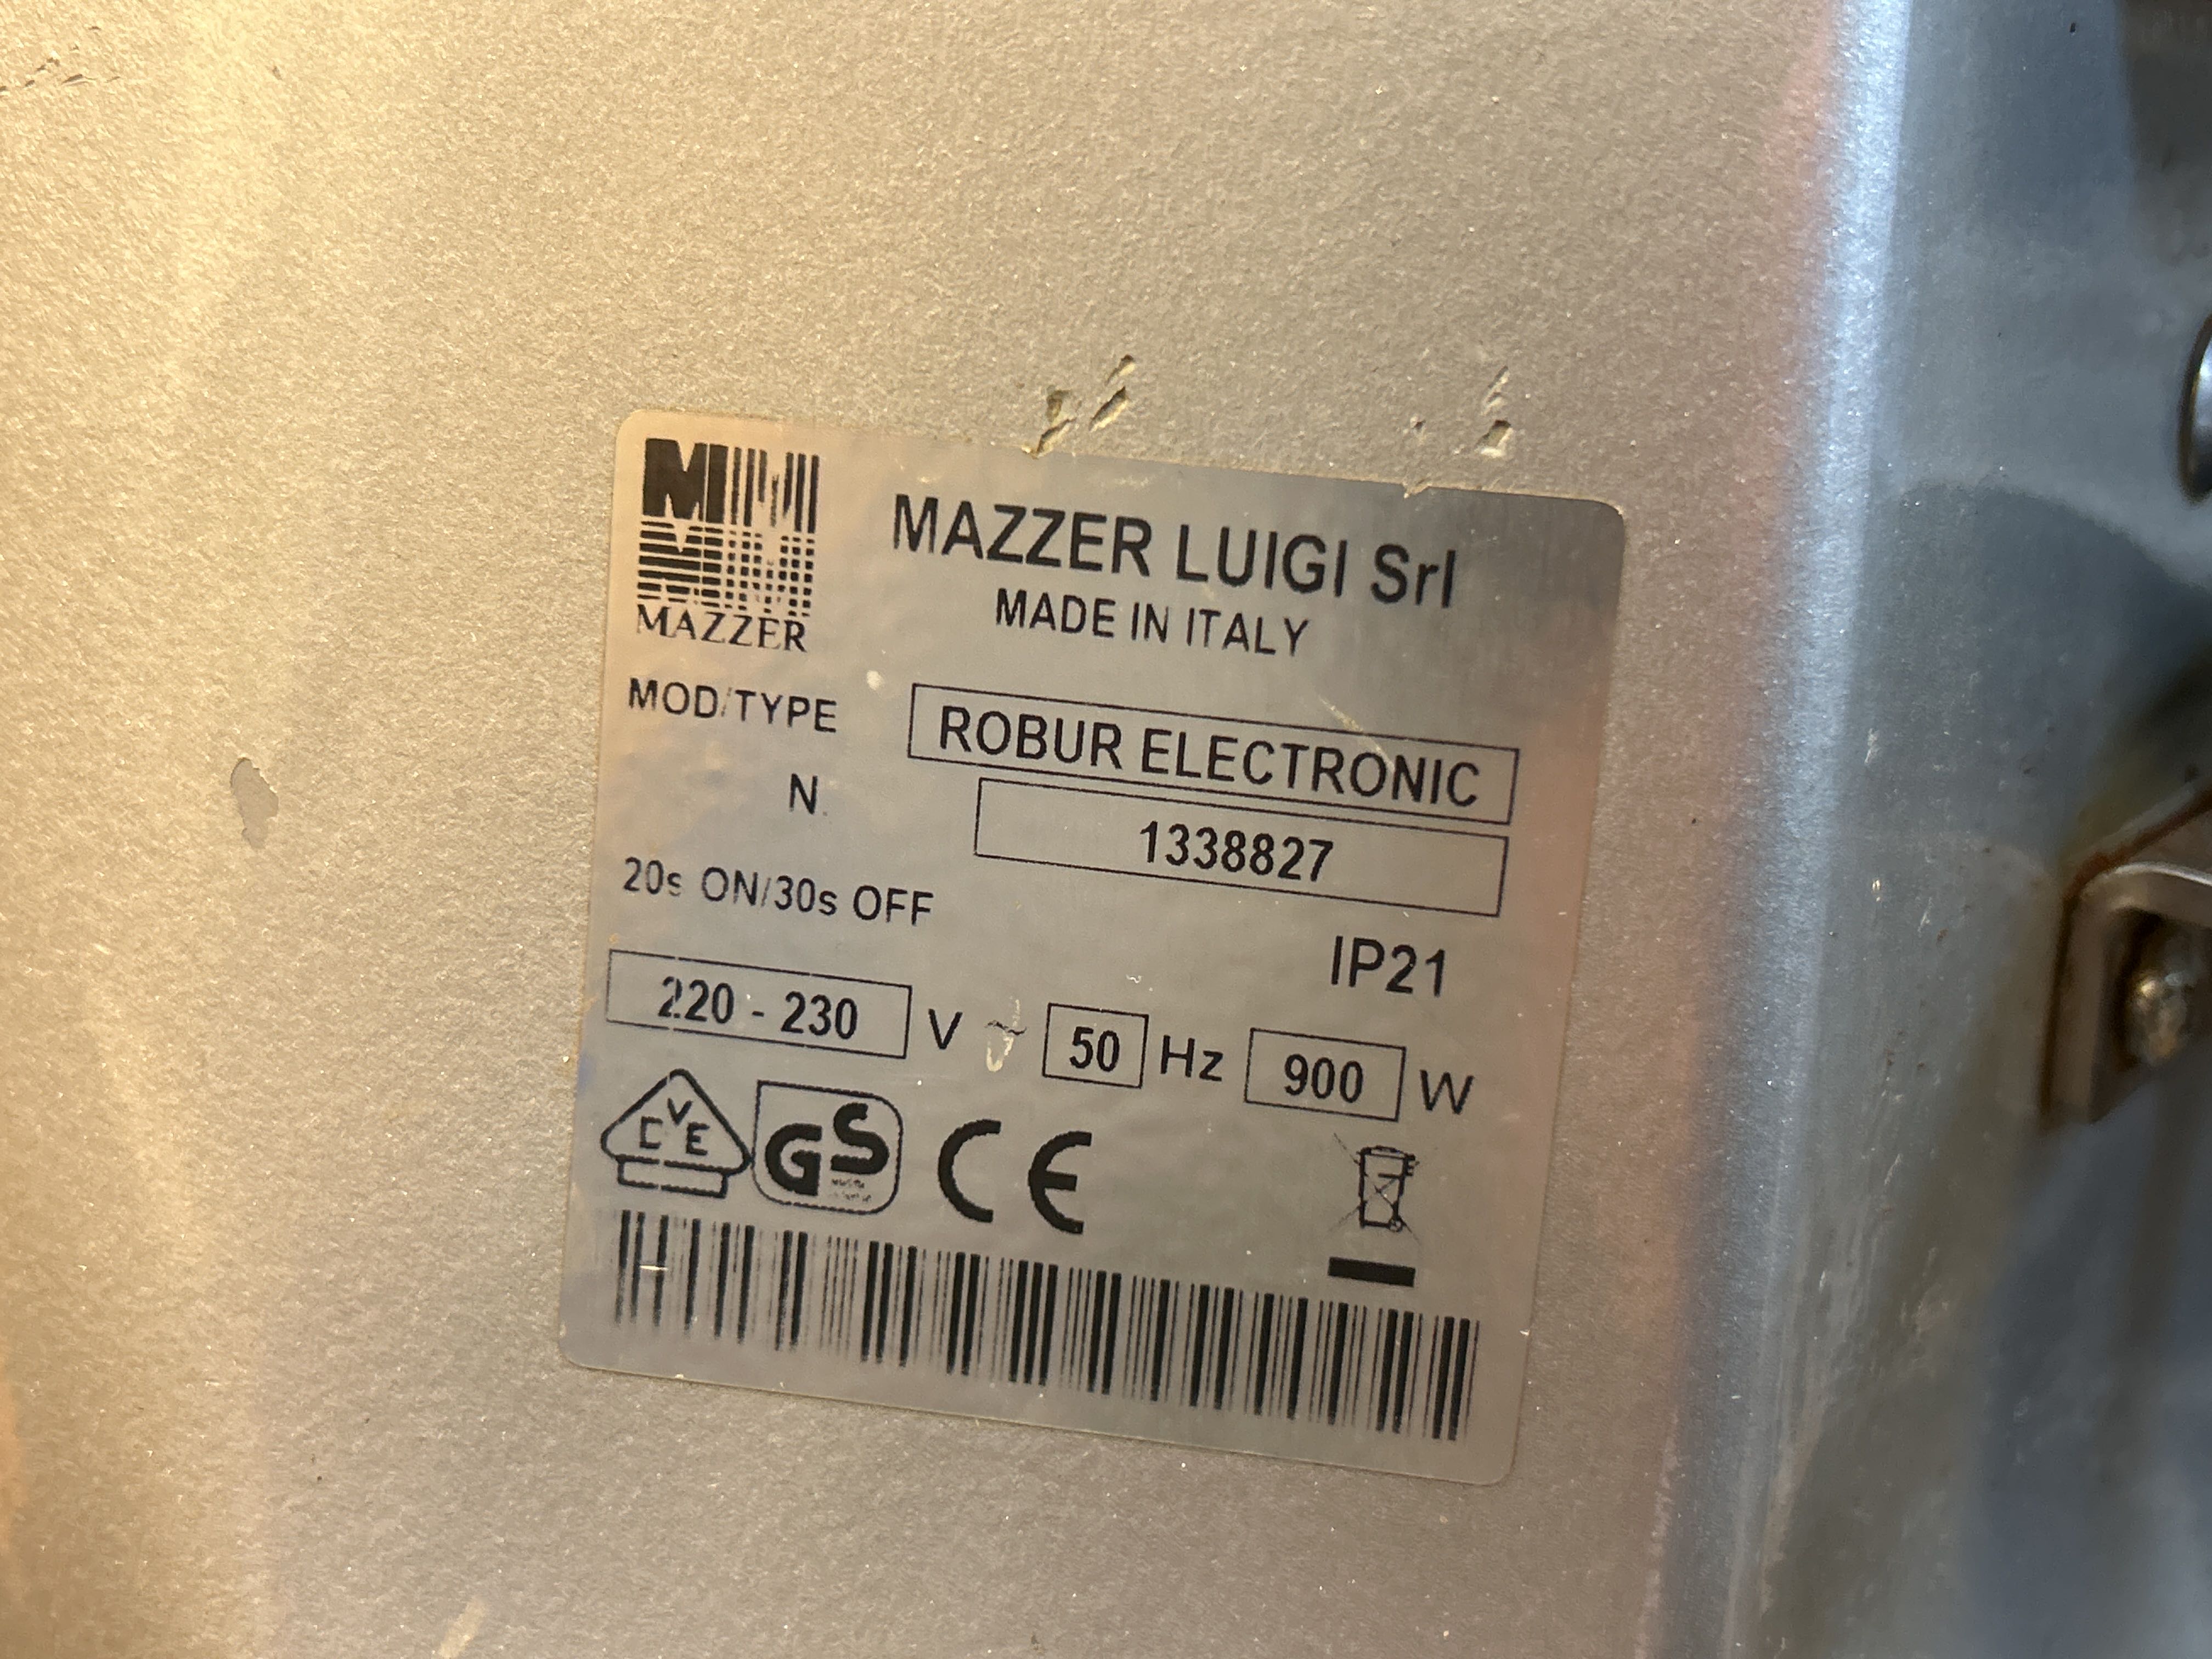 MAZZER
MAZZER LUIGI Srl
MADE IN ITALY
MOD/TYPE ROBUR ELECTRONIC
N. 1338827
20s ON/30s OFF
IP21
220 - 230 V ~ 50 Hz 900 W
C V E GS CE